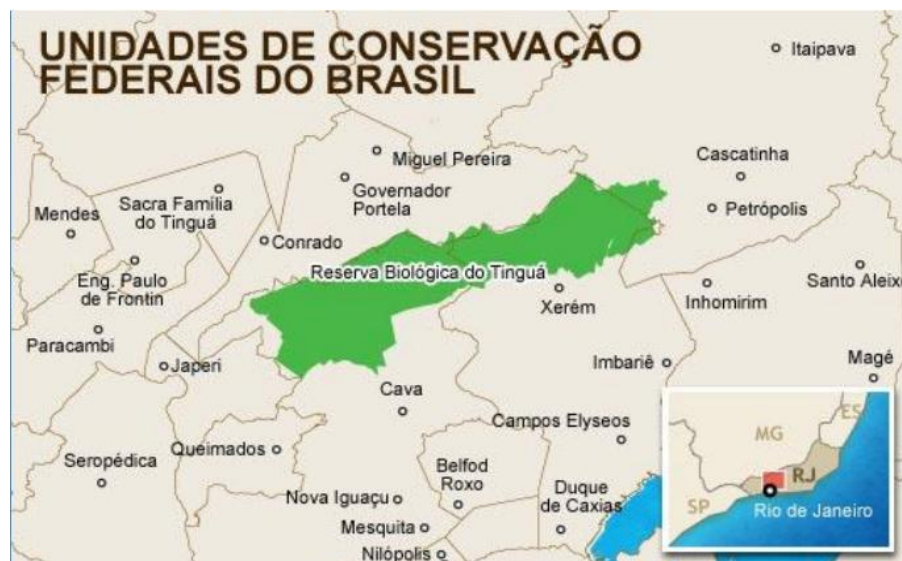 UNIDADES DE CONSERVAÇÃO
FEDERAIS DO BRASIL
Itaipava
Miguel Pereira
Cascatinha
Governador
Portela
Sacra Família
do Tinguá
Mendes
Petrópolis
Conrado
Reserva Biológica do Tinguá
Eng. Paulo
de Frontin
Santo Aleixo
Xerém
Inhomirim
Paracambi
Japeri
Imbariê
Magé
Cava
Campos Elyseos
Queimados
Seropédica
Belfod
Roxo
Nova Iguaçu
Duque
de Caxias
Mesquita
Nilópolis
ES
MG
RJ
SP
Rio de Janeiro